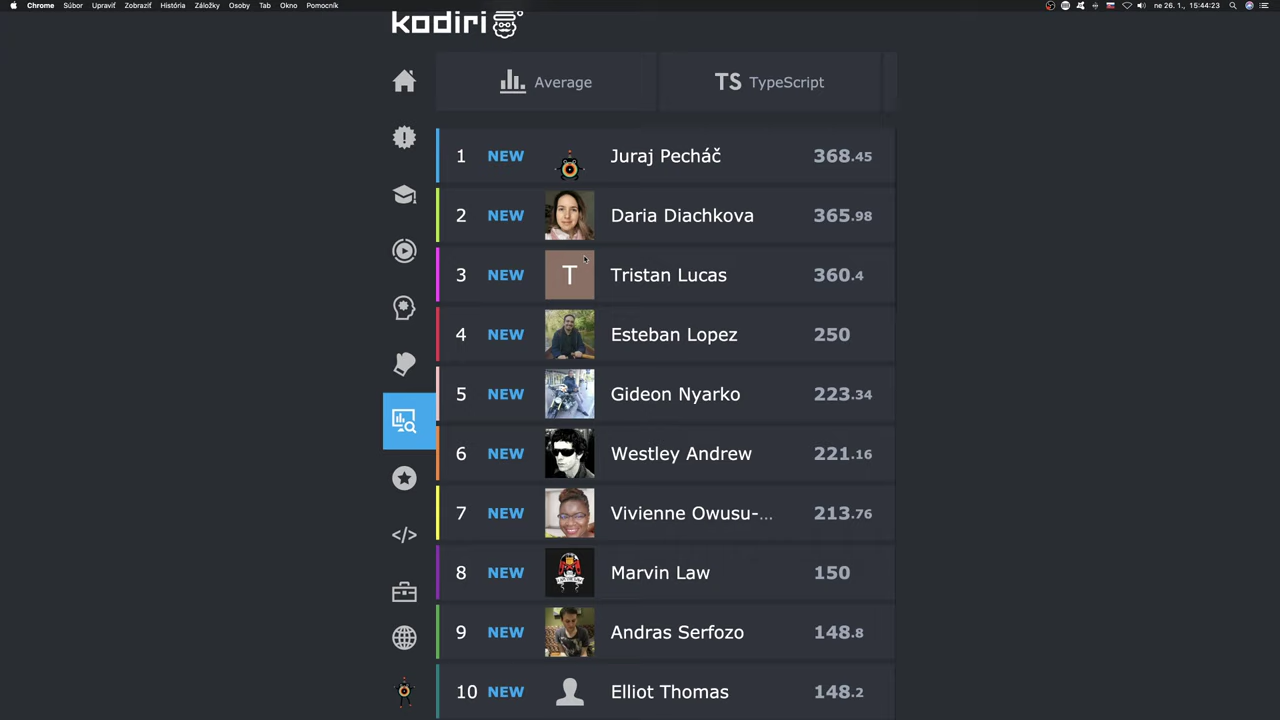 Chrome Súbor Upraviť Zobraziť História Záložky Osoby Tab Okno Pomocník ne 26. 1., 15:44:23
kodiri
Average TS TypeScript
1 NEW Juraj Pecháč 368.45
2 NEW Daria Diachkova 365.98
3 NEW T Tristan Lucas 360.4
4 NEW Esteban Lopez 250
5 NEW Gideon Nyarko 223.34
6 NEW Westley Andrew 221.16
7 NEW Vivienne Owusu-... 213.76
8 NEW Marvin Law 150
9 NEW Andras Serfozo 148.8
10 NEW Elliot Thomas 148.2